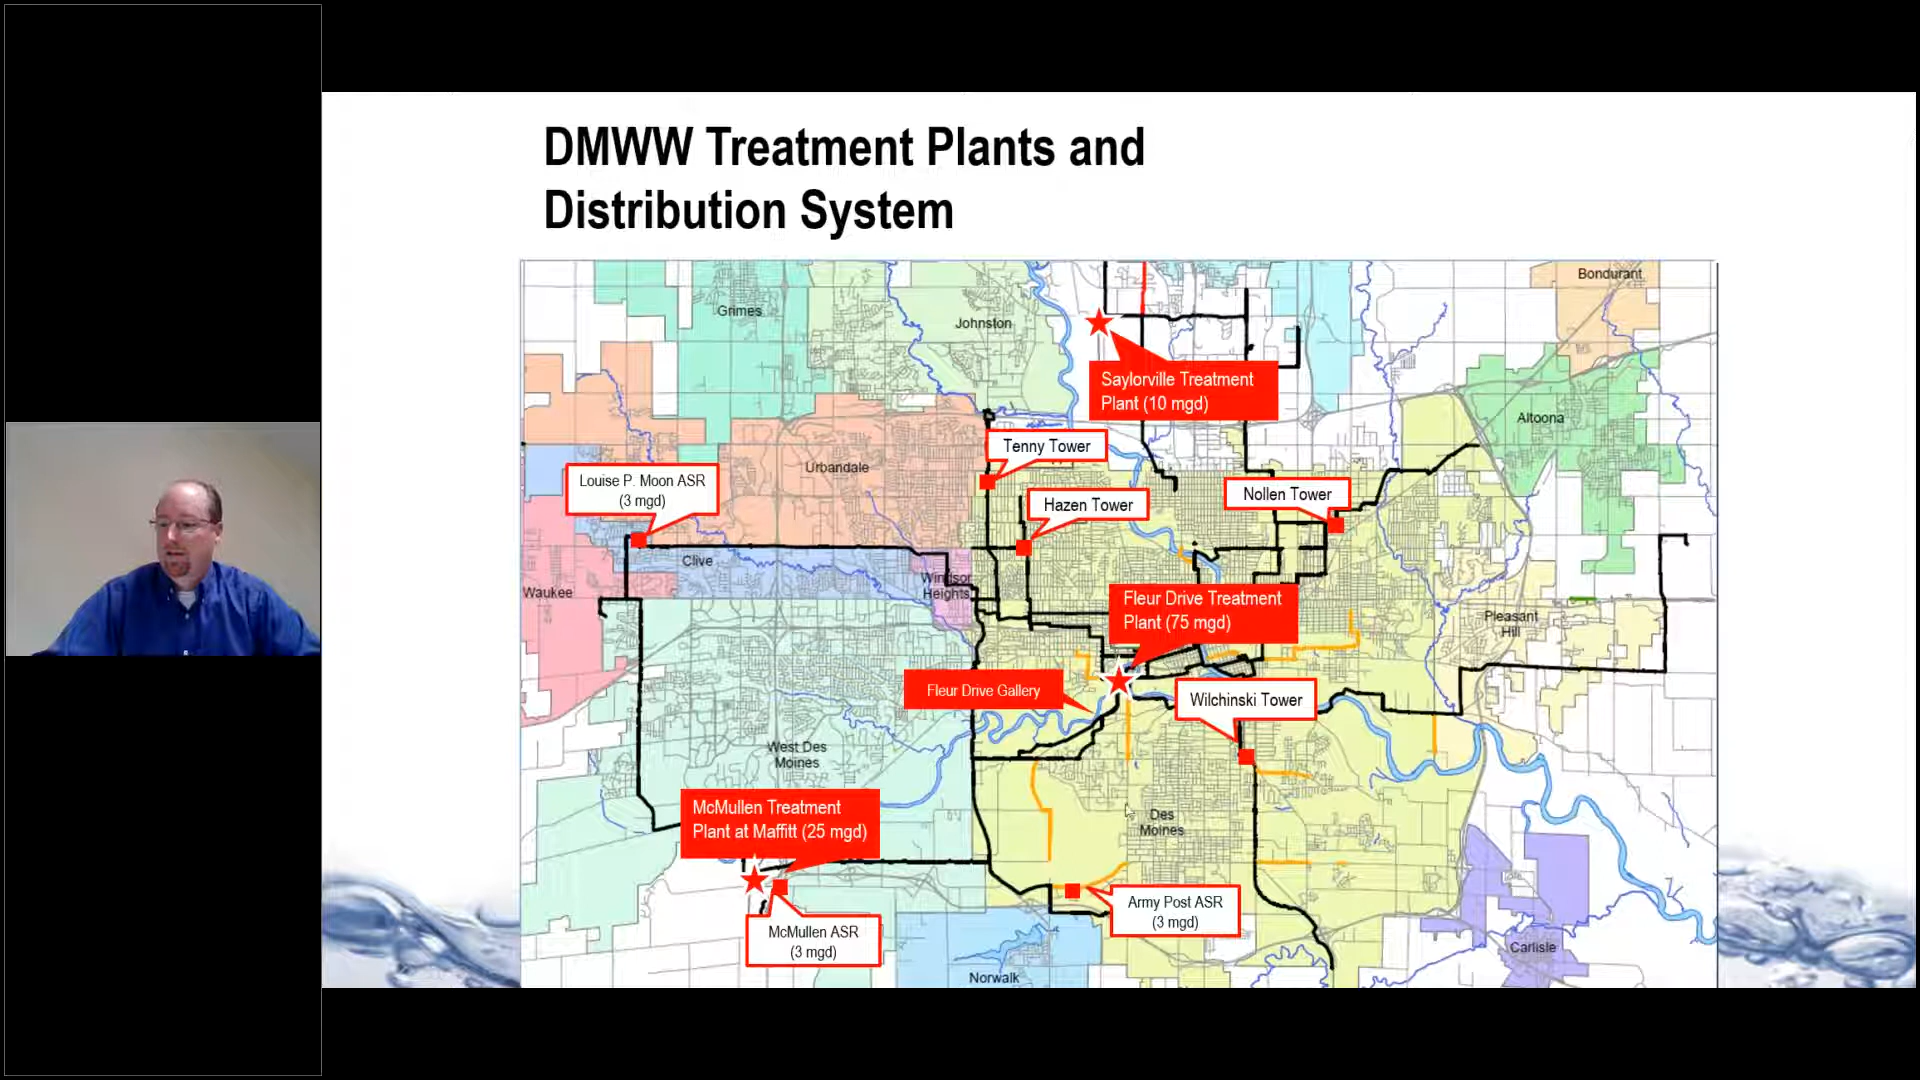 DMWW Treatment Plants and
Distribution System
Bondurant
Grimes
Johnston
Saylorville Treatment
Plant (10 mgd)
Altoona
Tenny Tower
Urbandale
Louise P. Moon ASR
(3 mgd)
Nollen Tower
Hazen Tower
Clive
Windsor
Heights
Waukee
Fleur Drive Treatment
Plant (75 mgd)
Pleasant
Hill
Fleur Drive Gallery
Wilchinski Tower
West Des
Moines
McMullen Treatment
Plant at Maffitt (25 mgd)
Des
Moines
Army Post ASR
(3 mgd)
McMullen ASR
(3 mgd)
Carlisle
Norwalk